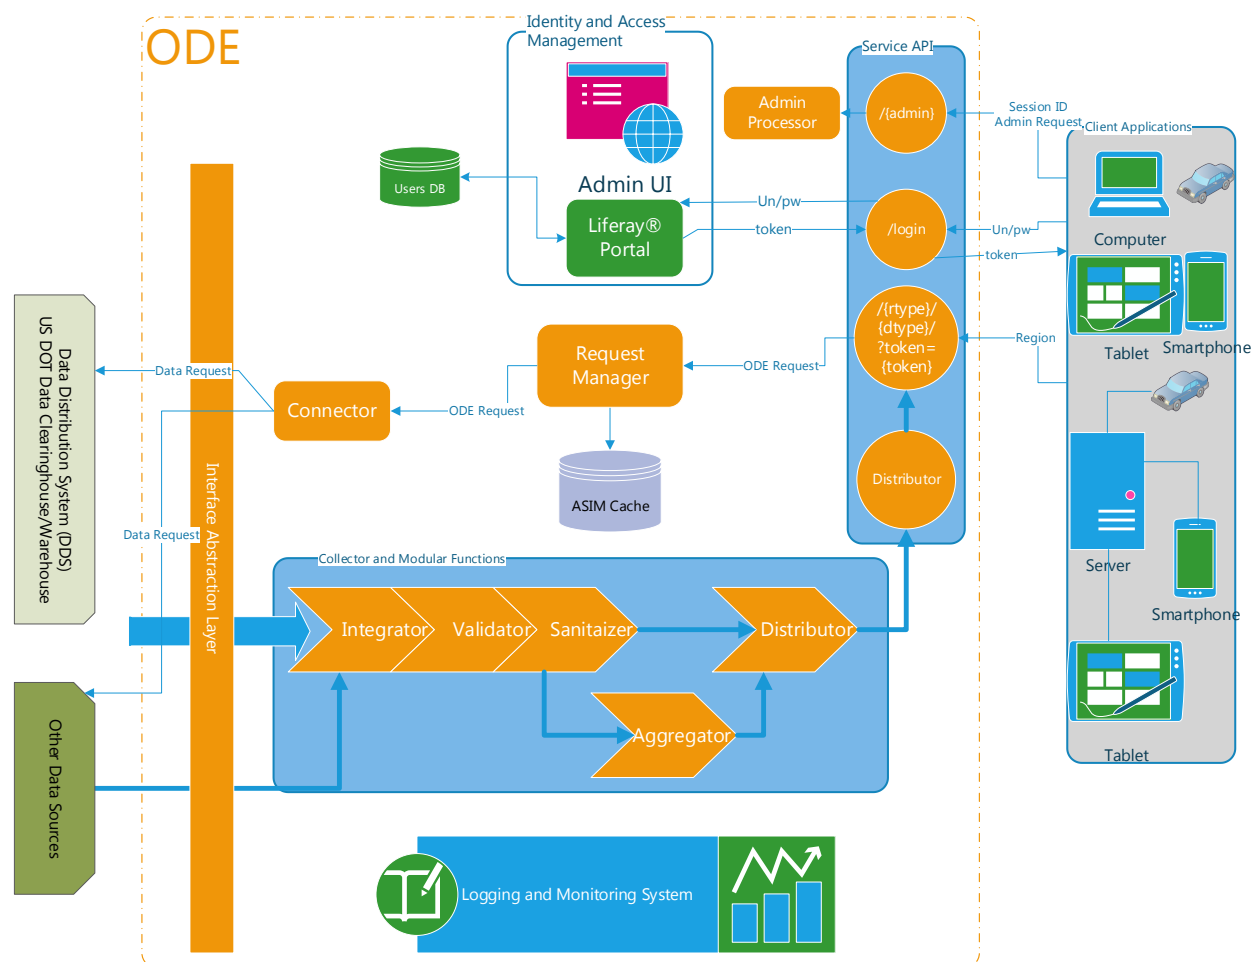 ODE
Identity and Access
Management
Service API
Admin
Processor
/{admin}
Session ID
Admin Request
Client Applications
Users DB
Admin UI
Liferay®
Portal
Un/pw
token
/login
Un/pw
token
Computer
Tablet
Smartphone
/{rtype}/
{dtype}/
?token=
{token}
Region
Request
Manager
ODE Request
ODE Request
Connector
Data Request
Data Request
Data Distribution System (DDS)
US DOT Data Clearinghouse/Warehouse
Interface Abstraction Layer
ASIM Cache
Distributor
Server
Smartphone
Tablet
Collector and Modular Functions
Integrator
Validator
Sanitaizer
Distributor
Aggregator
Other Data Sources
Logging and Monitoring System